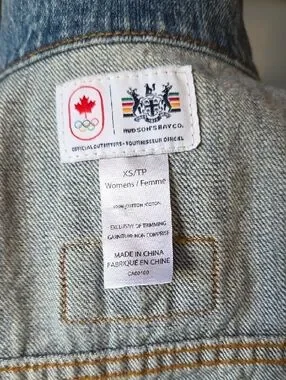 HUDSON'S BAY CO.
OFFICIAL OUTFITTERS • FOURNISSEUR OFFICIEL
XS/TP
Womens / Femme
100% COTTON /COTON
EXCLUSIVE OF TRIMMING
GARNITURE NON COMPRISE
MADE IN CHINA
FABRIQUÉ EN CHINE